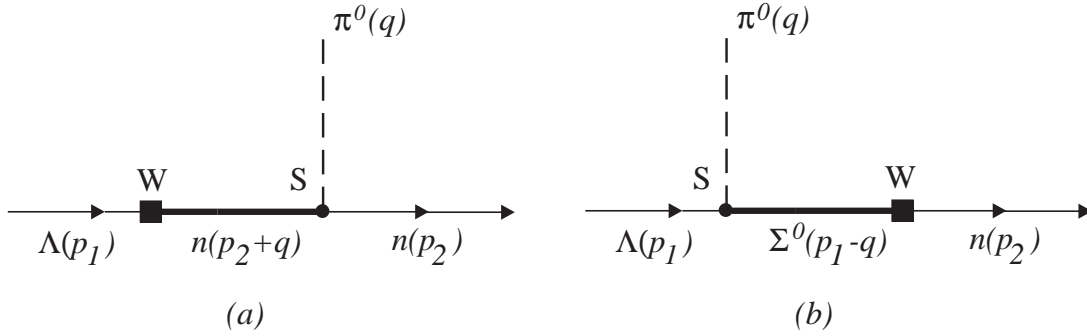 π⁰(q)
W
S
Λ(p₁)
n(p₂+q)
n(p₂)
(a)
π⁰(q)
S
W
Λ(p₁)
Σ⁰(p₁-q)
n(p₂)
(b)